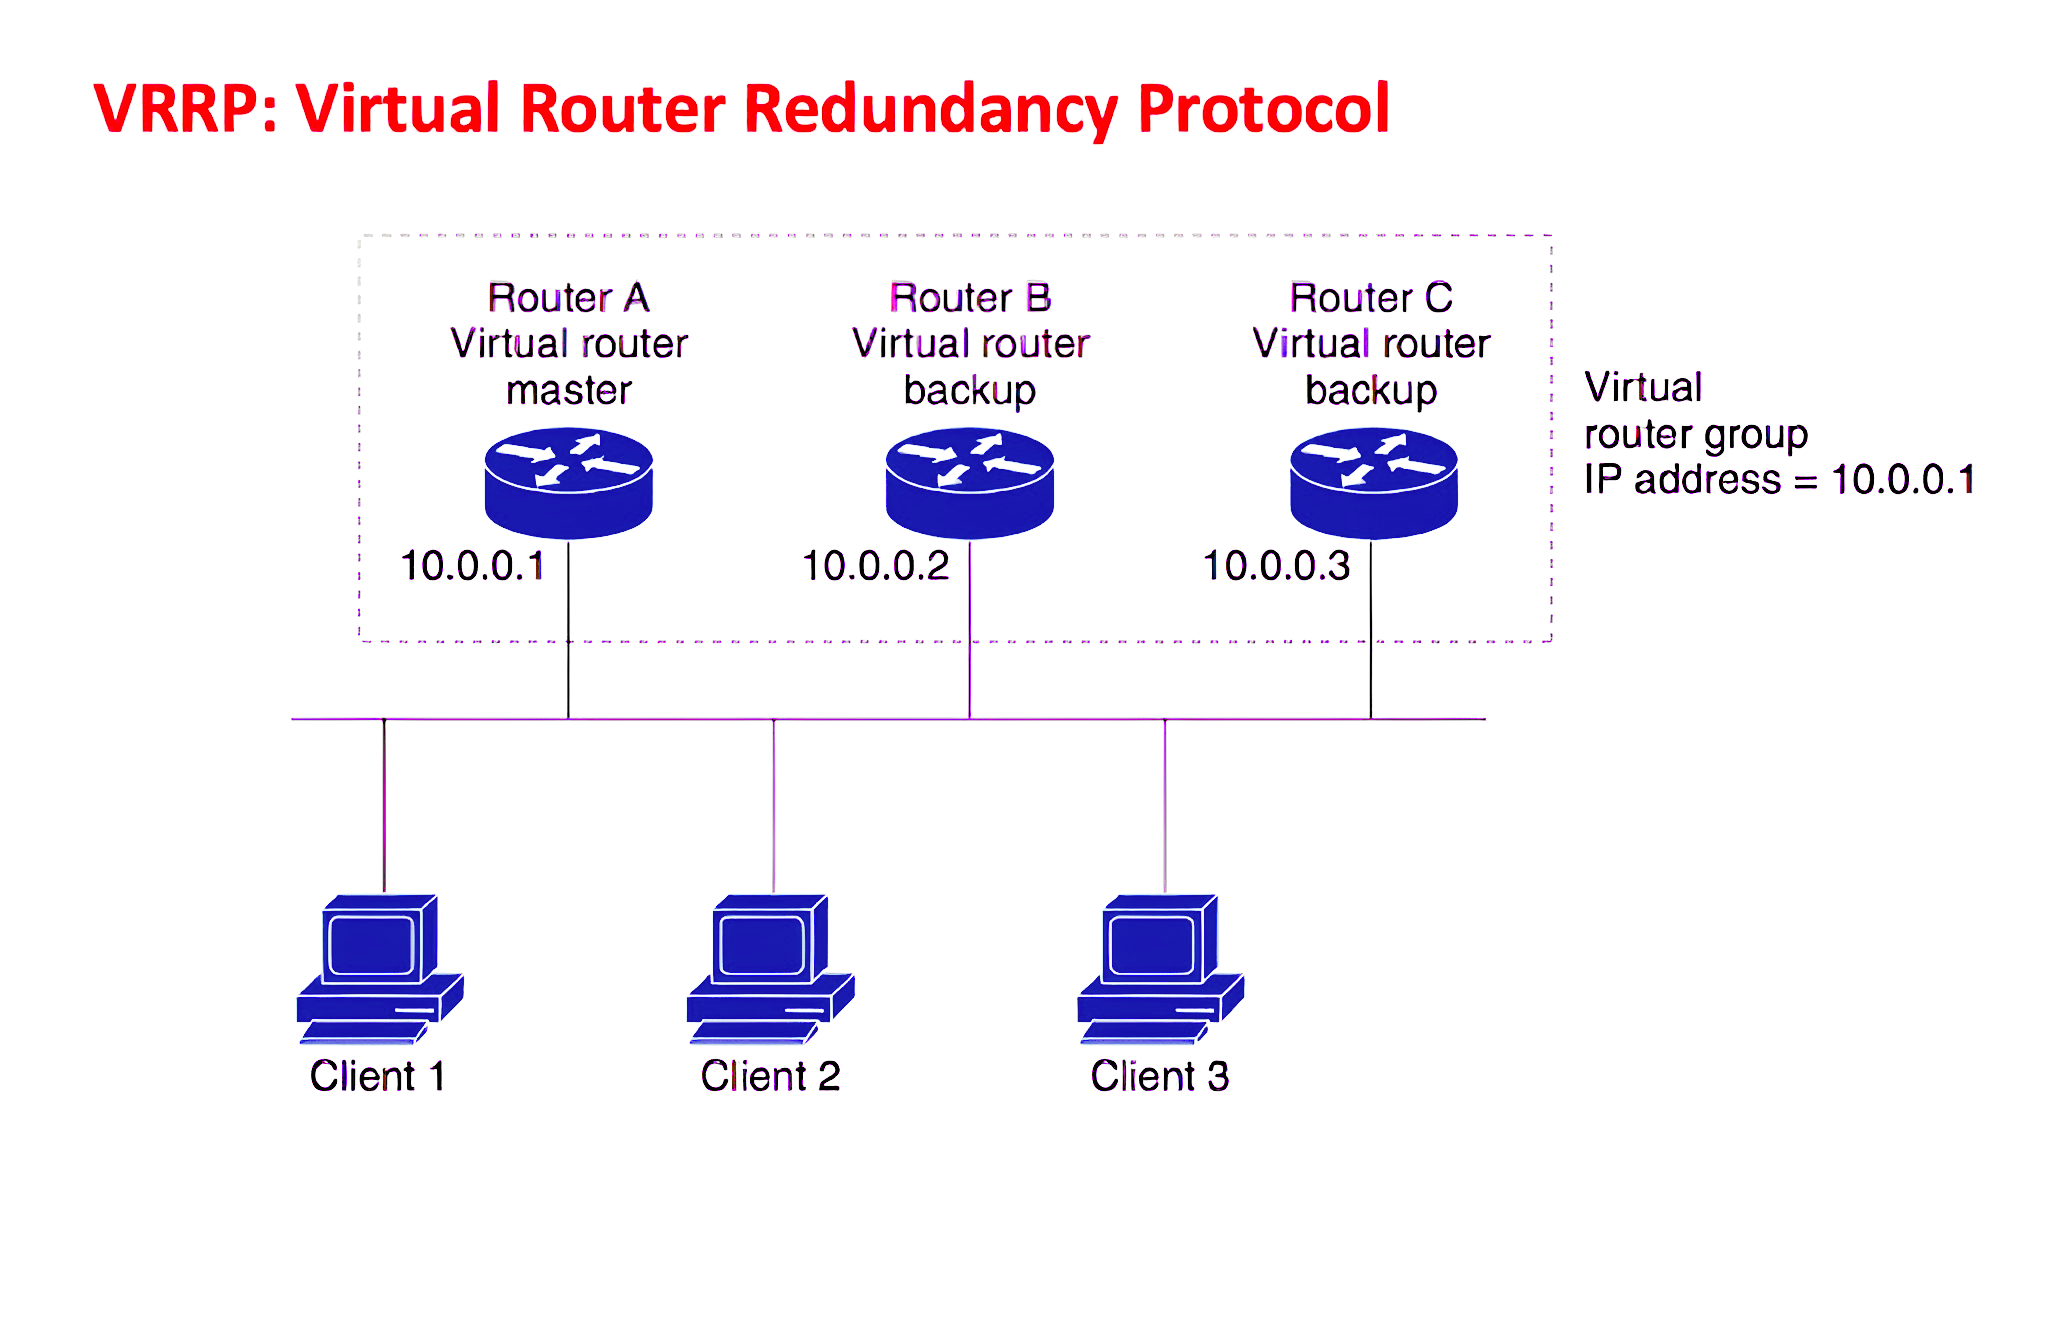 VRRP: Virtual Router Redundancy Protocol
Router A
Virtual router
master
10.0.0.1
Router B
Virtual router
backup
10.0.0.2
Router C
Virtual router
backup
10.0.0.3
Virtual
router group
IP address = 10.0.0.1
Client 1
Client 2
Client 3